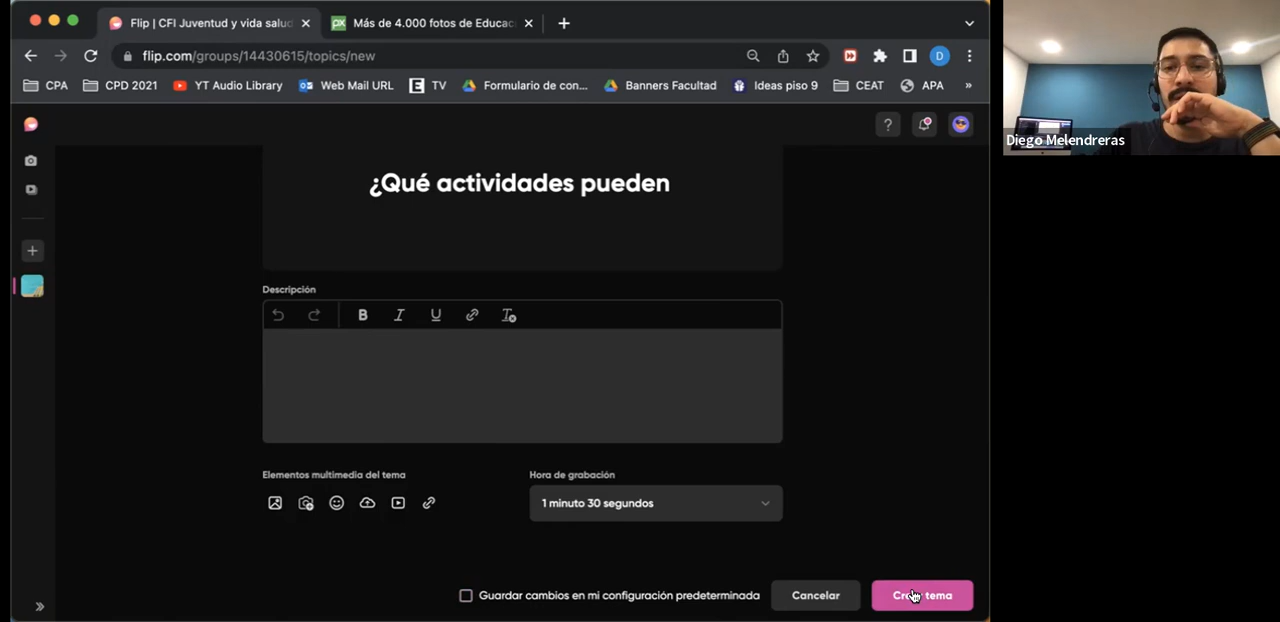 Flip | CFI Juventud y vida salud
Más de 4.000 fotos de Educac
flip.com/groups/14430615/topics/new
D
CPA
CPD 2021
YT Audio Library
Web Mail URL
E TV
Formulario de con...
Banners Facultad
Ideas piso 9
CEAT
APA
»
?
Diego Melendreras
¿Qué actividades pueden
Descripción
B I U
Elementos multimedia del tema
Hora de grabación
1 minuto 30 segundos
Guardar cambios en mi configuración predeterminada
Cancelar
Crear tema